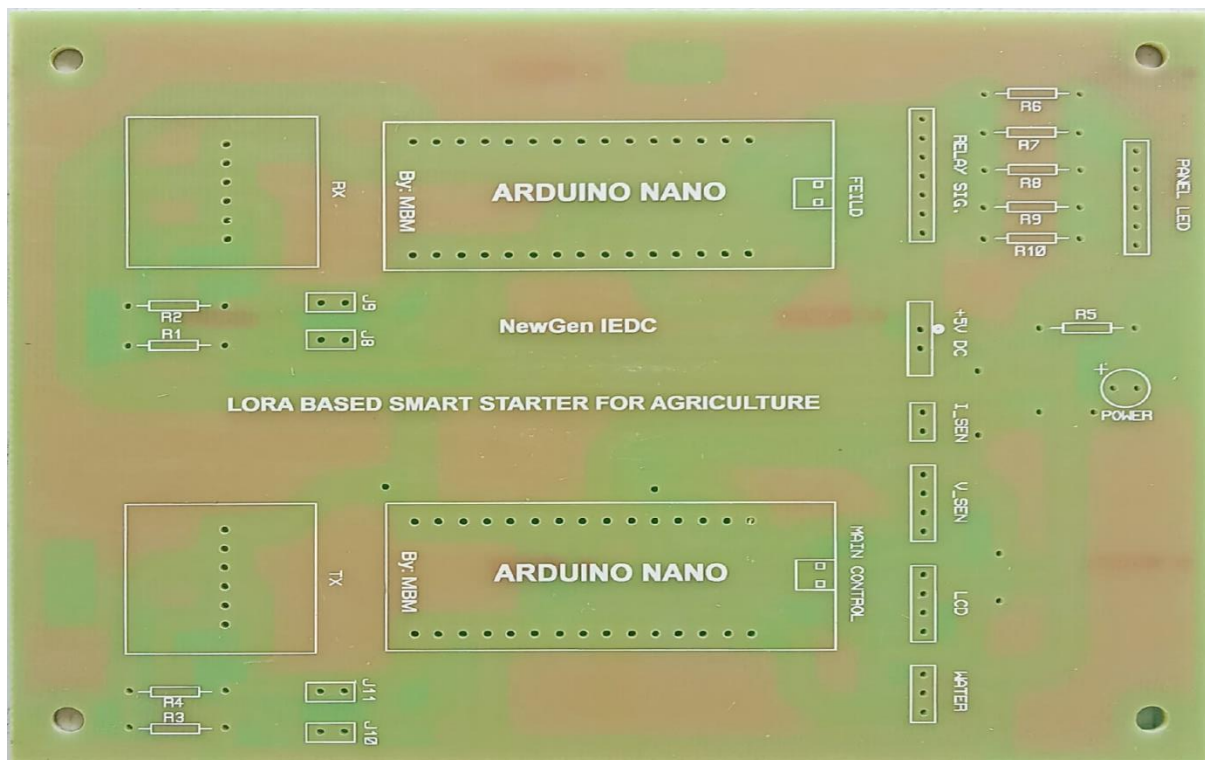 R6
R7
R8
R9
R10
RELAY SIG.
PANEL LED
RX
By: MBM
ARDUINO NANO
FEILD
R2
R1
J9
J8
NewGen IEDC
+5V DC
R5
+
POWER
LORA BASED SMART STARTER FOR AGRICULTURE
I_SEN
V_SEN
TX
By: MBM
ARDUINO NANO
MAIN CONTROL
LCD
R4
R3
J11
J10
WATER